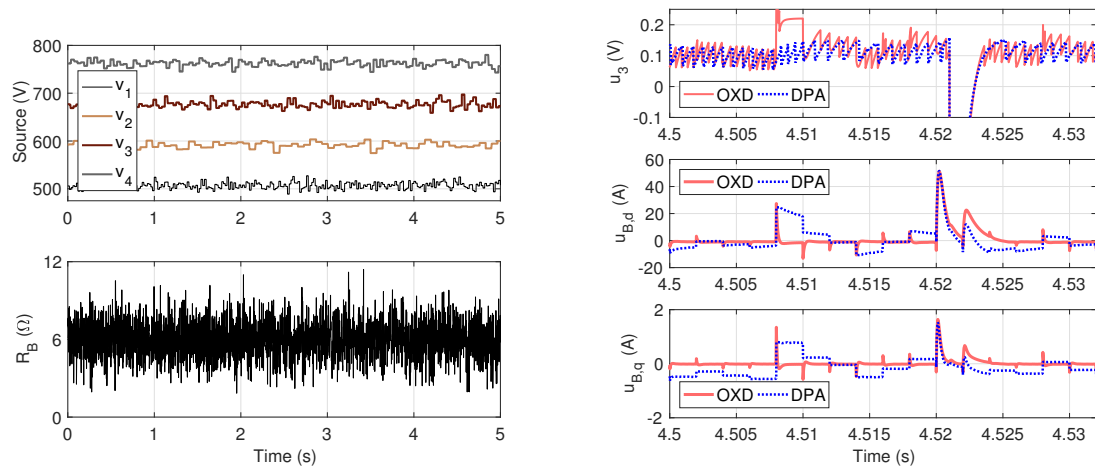 800
700
600
500
Source (V)
v1
v2
v3
v4
0 1 2 3 4 5
12
6
0
R_B (Ω)
0 1 2 3 4 5
Time (s)
0.2
0.1
0
-0.1
u_3 (V)
OXD DPA
4.5 4.505 4.51 4.515 4.52 4.525 4.53
60
40
20
0
-20
u_B,d (A)
OXD DPA
4.5 4.505 4.51 4.515 4.52 4.525 4.53
2
0
-2
u_B,q (A)
OXD DPA
4.5 4.505 4.51 4.515 4.52 4.525 4.53
Time (s)